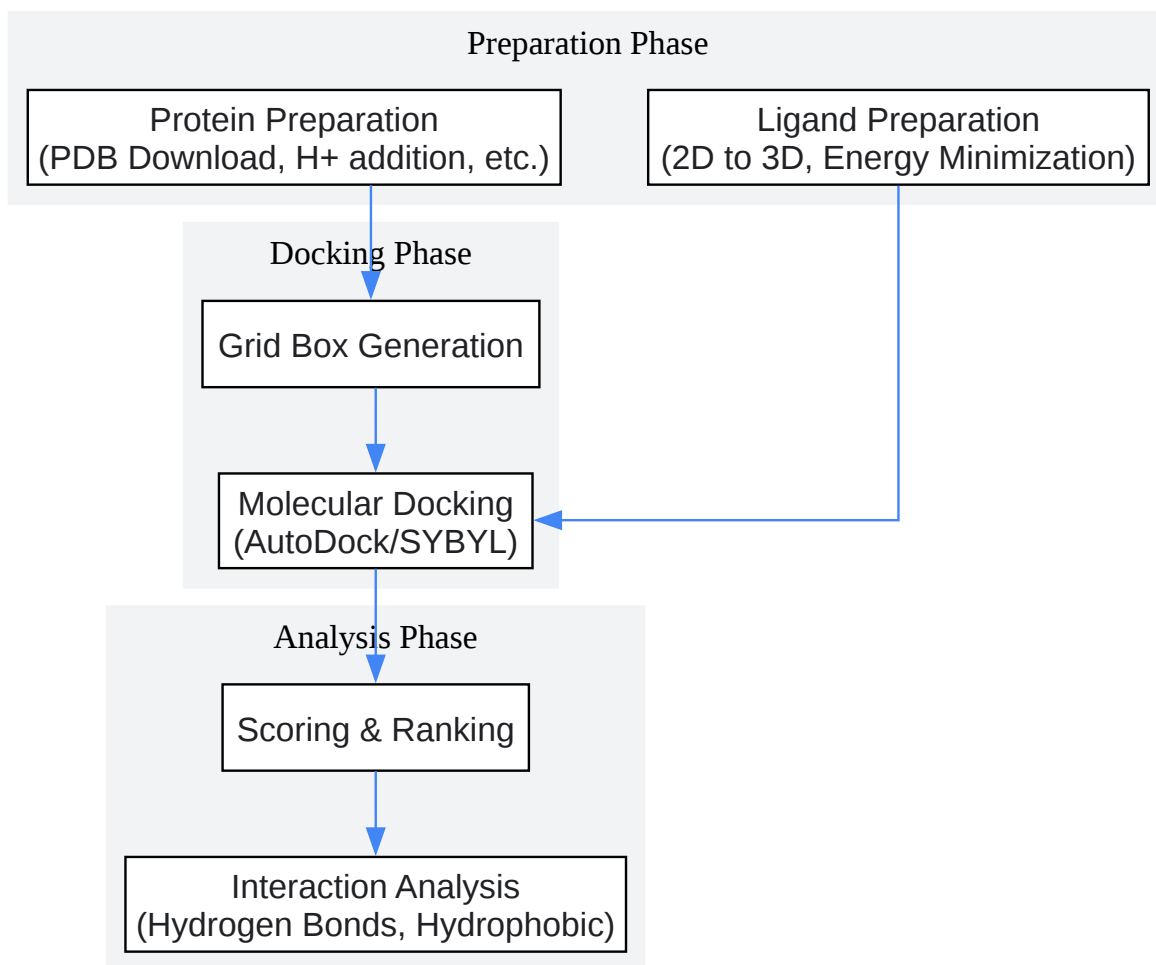 Preparation Phase
Protein Preparation
(PDB Download, H+ addition, etc.)
Ligand Preparation
(2D to 3D, Energy Minimization)
Docking Phase
Grid Box Generation
Molecular Docking
(AutoDock/SYBYL)
Analysis Phase
Scoring & Ranking
Interaction Analysis
(Hydrogen Bonds, Hydrophobic)